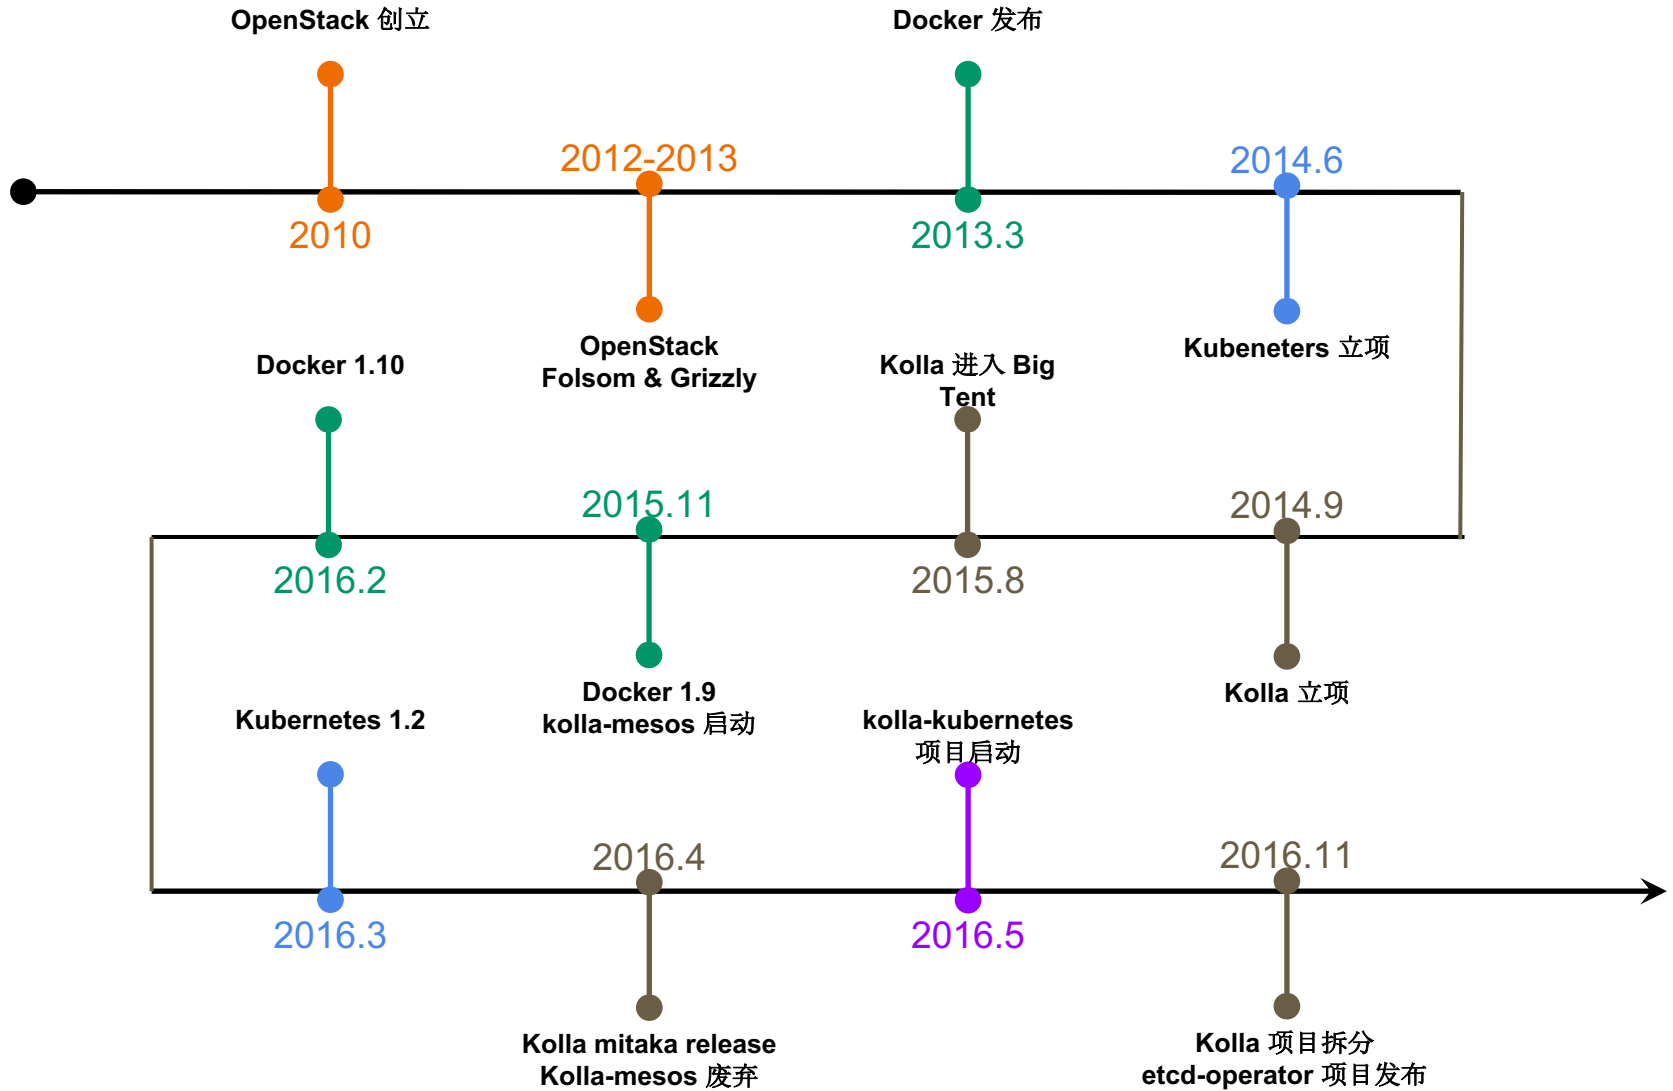 OpenStack 创立
Docker 发布
2012-2013
2014.6
2010
2013.3
OpenStack
Folsom & Grizzly
Kubeneters 立项
Docker 1.10
Kolla 进入 Big
Tent
2015.11
2014.9
2016.2
2015.8
Docker 1.9
kolla-mesos 启动
Kolla 立项
Kubernetes 1.2
kolla-kubernetes
项目启动
2016.4
2016.11
2016.3
2016.5
Kolla mitaka release
Kolla-mesos 废弃
Kolla 项目拆分
etcd-operator 项目发布